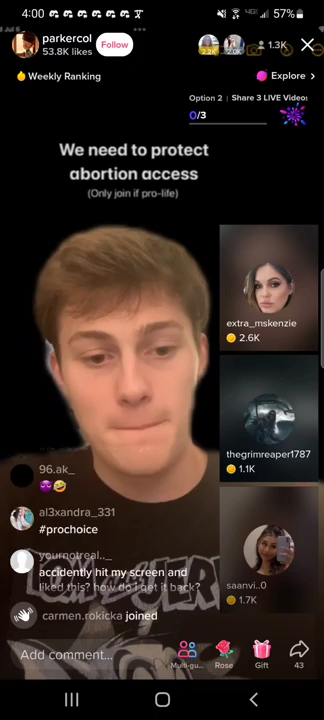 4:00
57%
parkercol
53.8K likes
Follow
1.3K
Weekly Ranking
Explore >
Option 2 | Share 3 LIVE Videos
0/3
We need to protect
abortion access
(Only join if pro-life)
extra_mskenzie
2.6K
thegrimreaper1787
1.1K
96.ak_
al3xandra_331
#prochoice
yournotreal.._
accidently hit my screen and
liked this? how do i get it back?
saanvi..0
1.7K
carmen.rokicka joined
Add comment...
Multi-gu...
Rose
Gift
43